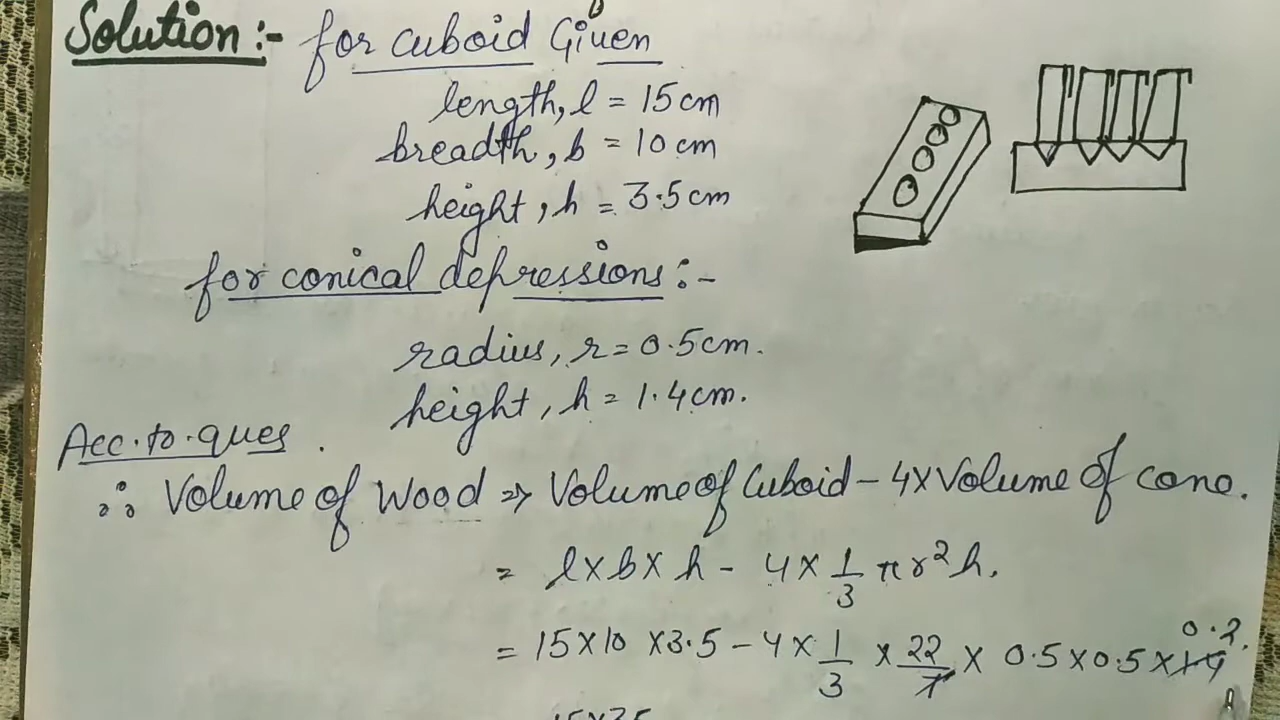 Solution:- for cuboid Given
length, l = 15 cm
breadth, b = 10 cm
height, h = 3.5 cm
for conical depressions:-
radius, r = 0.5 cm.
height, h = 1.4 cm.
Acc. to. ques.
∴ Volume of Wood ⇒ Volume of Cuboid - 4 × Volume of cone.
= l × b × h - 4 × 1/3 π r² h.
= 15 × 10 × 3.5 - 4 × 1/3 × 22/7 × 0.5 × 0.5 × 1.4 0.2